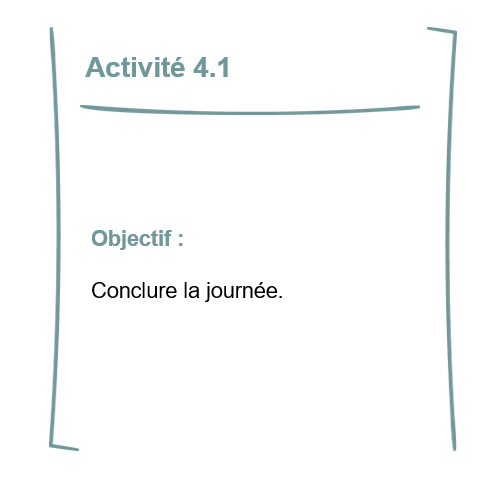 Activité 4.1
Objectif :
Conclure la journée.